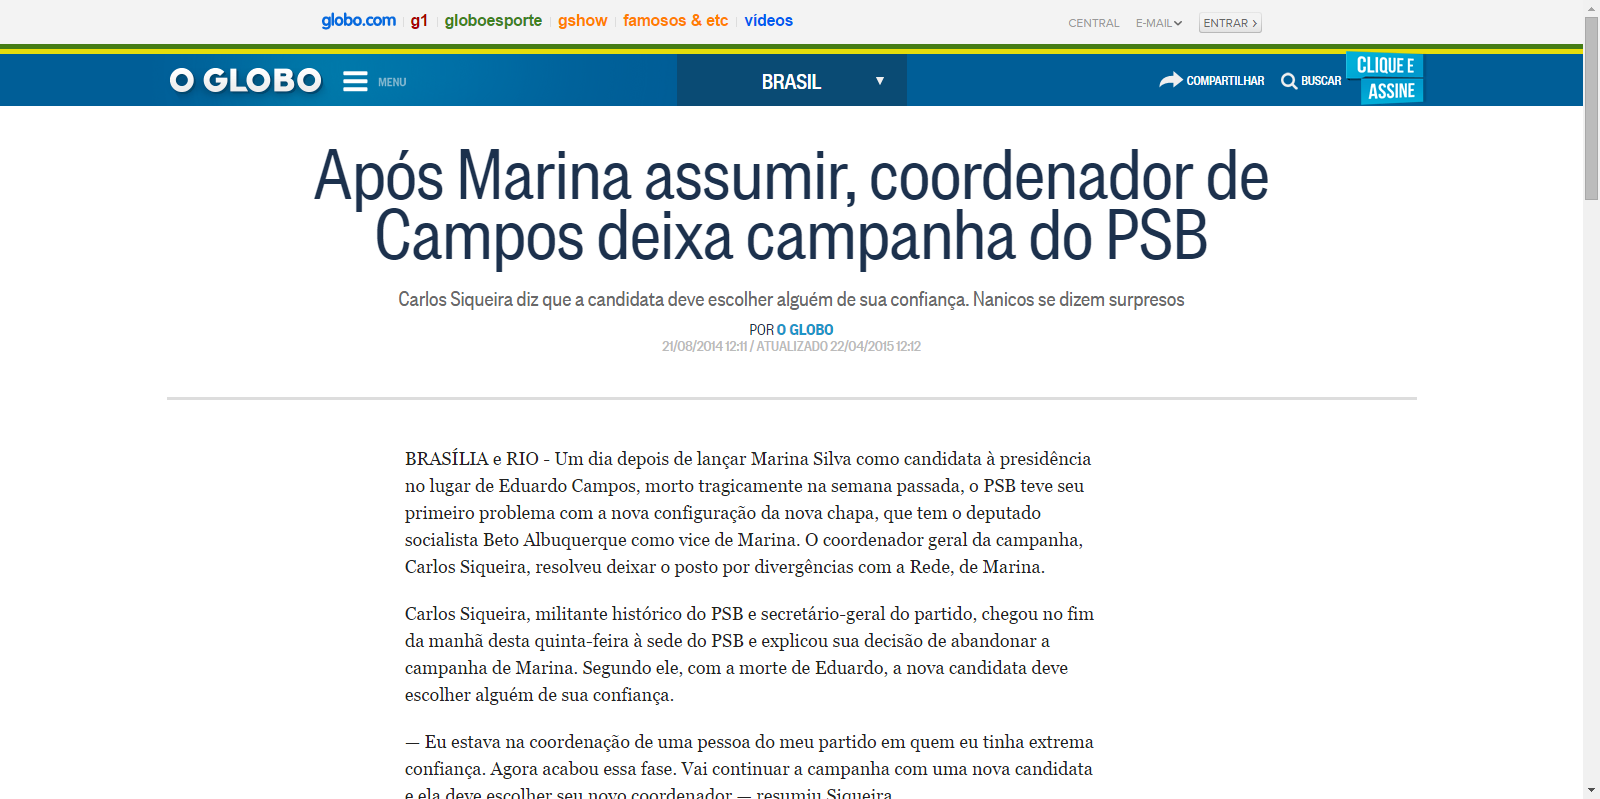 globo.com g1 globoesporte gshow famosos & etc vídeos CENTRAL E-MAIL ENTRAR >
O GLOBO MENU BRASIL COMPARTILHAR BUSCAR CLIQUE E
ASSINE
Após Marina assumir, coordenador de
Campos deixa campanha do PSB
Carlos Siqueira diz que a candidata deve escolher alguém de sua confiança. Nanicos se dizem surpresos
POR O GLOBO
21/08/2014 12:11 / ATUALIZADO 22/04/2015 12:12
BRASÍLIA e RIO - Um dia depois de lançar Marina Silva como candidata à presidência
no lugar de Eduardo Campos, morto tragicamente na semana passada, o PSB teve seu
primeiro problema com a nova configuração da nova chapa, que tem o deputado
socialista Beto Albuquerque como vice de Marina. O coordenador geral da campanha,
Carlos Siqueira, resolveu deixar o posto por divergências com a Rede, de Marina.
Carlos Siqueira, militante histórico do PSB e secretário-geral do partido, chegou no fim
da manhã desta quinta-feira à sede do PSB e explicou sua decisão de abandonar a
campanha de Marina. Segundo ele, com a morte de Eduardo, a nova candidata deve
escolher alguém de sua confiança.
— Eu estava na coordenação de uma pessoa do meu partido em quem eu tinha extrema
confiança. Agora acabou essa fase. Vai continuar a campanha com uma nova candidata
e ela deve escolher seu novo coordenador — resumiu Siqueira